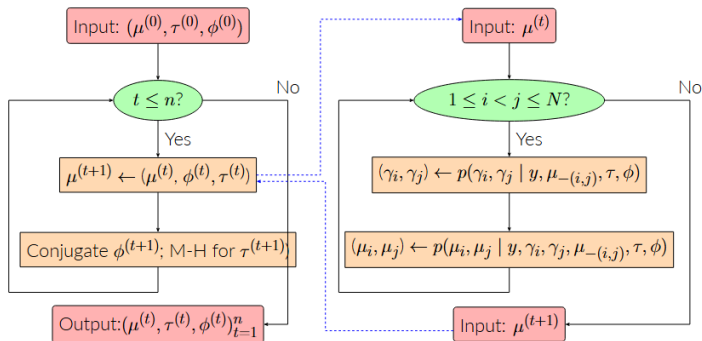 Input: (μ^(0), τ^(0), ϕ^(0))
t ≤ n?
No
Yes
μ^(t+1) ← (μ^(t), ϕ^(t), τ^(t))
Conjugate ϕ^(t+1); M-H for τ^(t+1)
Output:(μ^(t), τ^(t), ϕ^(t))_{t=1}^n
Input: μ^(t)
1 ≤ i < j ≤ N?
No
Yes
(γ_i, γ_j) ← p(γ_i, γ_j | y, μ_{−(i,j)}, τ, ϕ)
(μ_i, μ_j) ← p(μ_i, μ_j | y, γ_i, γ_j, μ_{−(i,j)}, τ, ϕ)
Input: μ^(t+1)